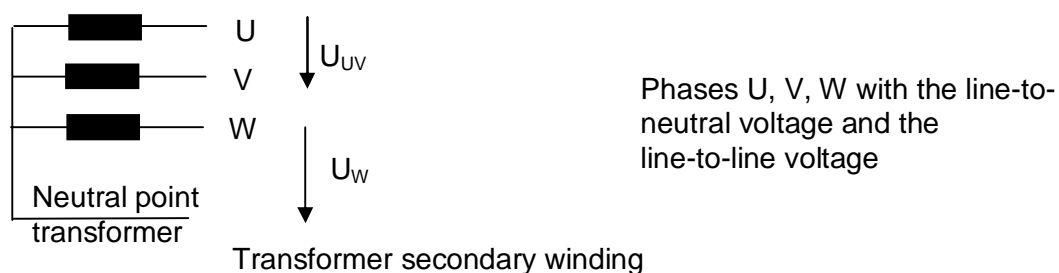 U
U_UV
V
W
U_W
Phases U, V, W with the line-to-
neutral voltage and the
line-to-line voltage
Neutral point
transformer
Transformer secondary winding